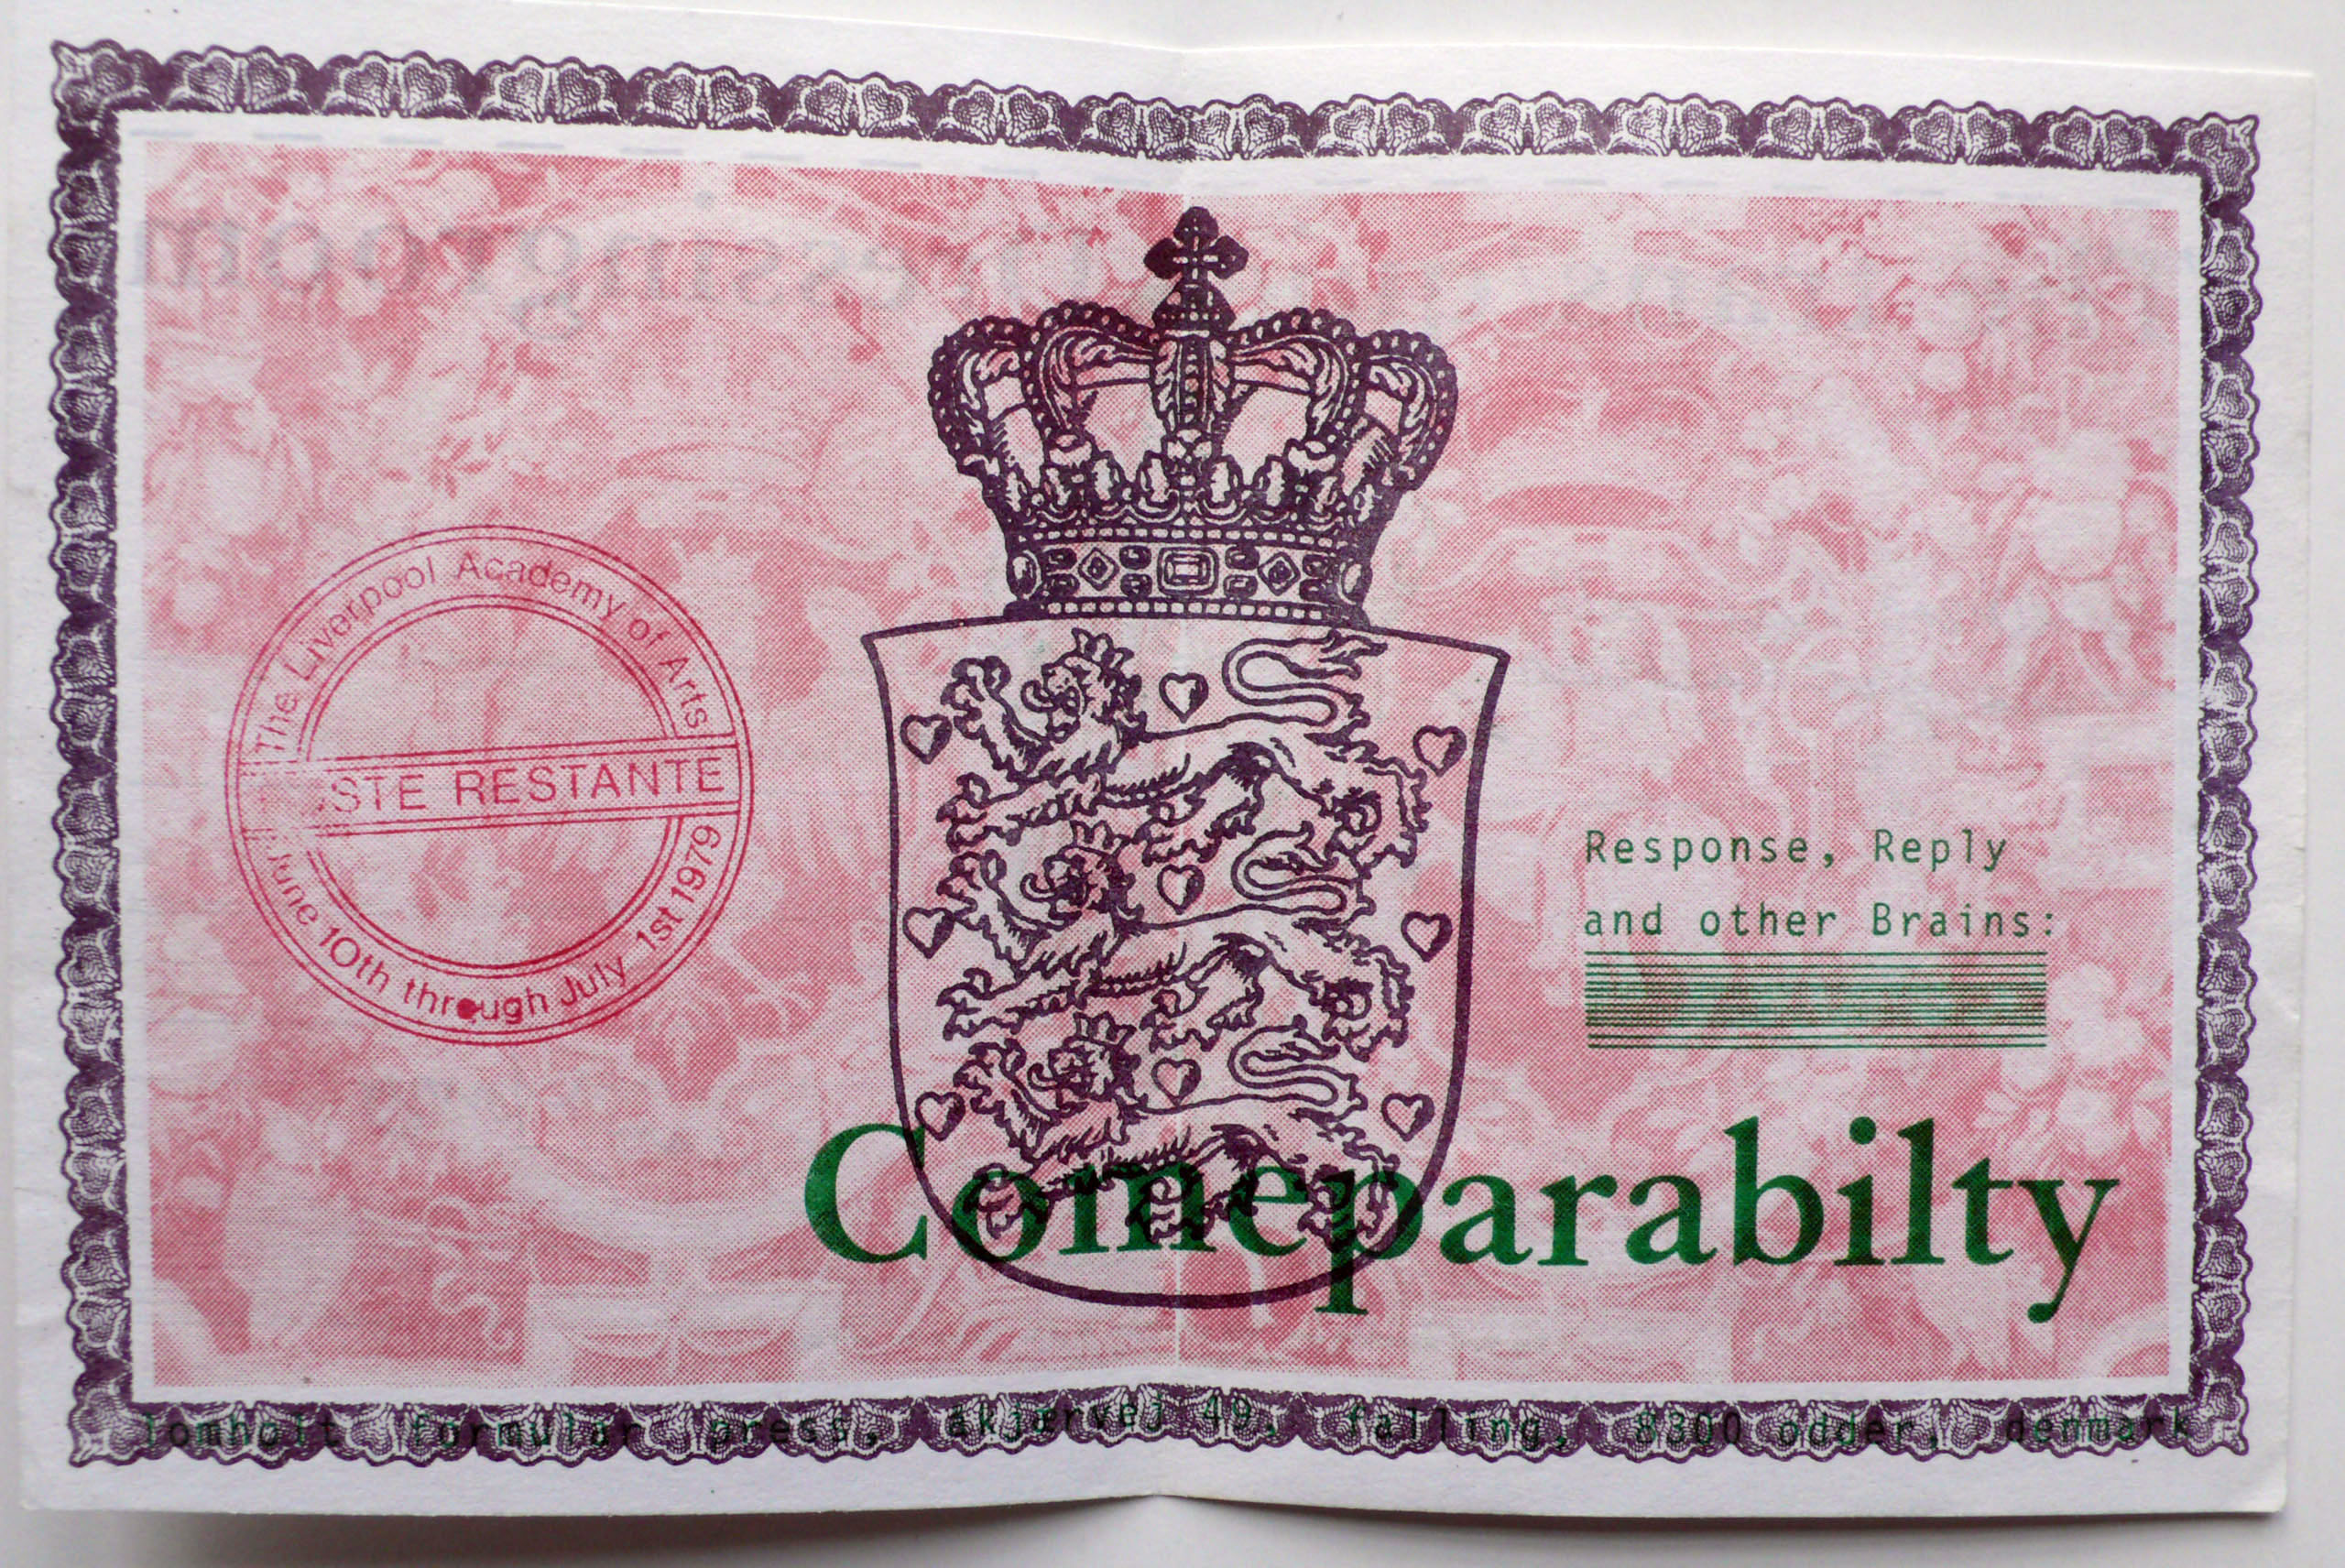 The Liverpool Academy of Arts
STE RESTANTE
June 10th through July 1st 1979
Response, Reply
and other Brains:
Comeparabilty
lomholt formular press, åkjærvej 49, falling, 8300 odder, denmark